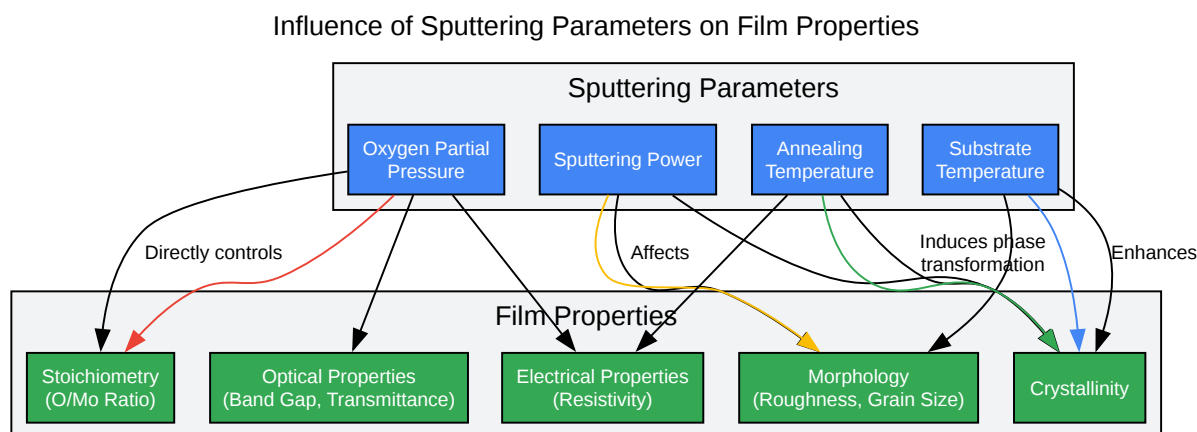 Influence of Sputtering Parameters on Film Properties
Sputtering Parameters
Oxygen Partial
Pressure
Sputtering Power
Annealing
Temperature
Substrate
Temperature
Directly controls
Affects
Induces phase
transformation
Enhances
Film Properties
Stoichiometry
(O/Mo Ratio)
Optical Properties
(Band Gap, Transmittance)
Electrical Properties
(Resistivity)
Morphology
(Roughness, Grain Size)
Crystallinity